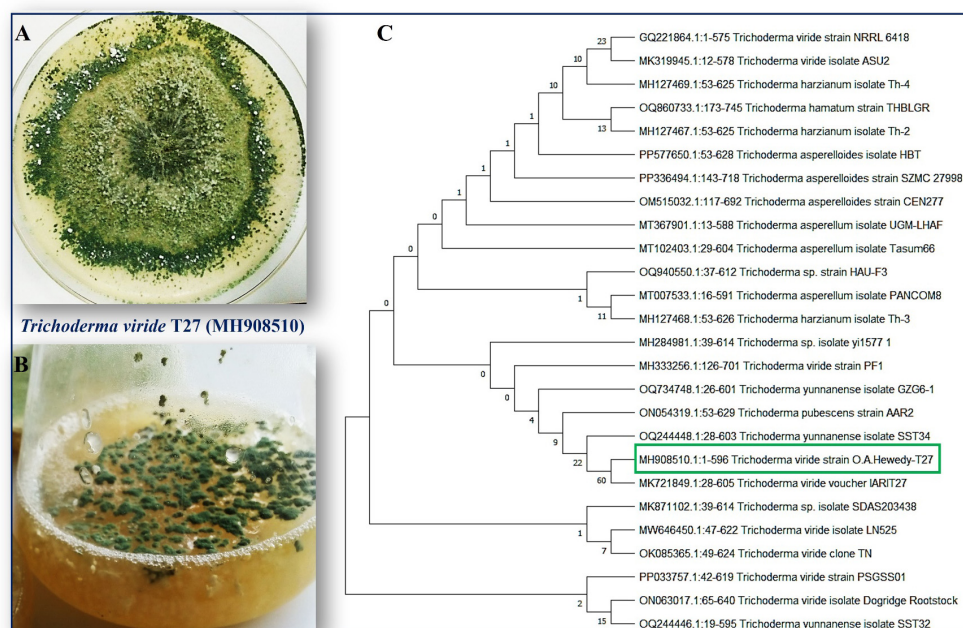 A
Trichoderma viride T27 (MH908510)
B
C
GQ221864.1:1-575 Trichoderma viride strain NRRL 6418
MK319945.1:12-578 Trichoderma viride isolate ASU2
MH127469.1:53-625 Trichoderma harzianum isolate Th-4
OQ860733.1:173-745 Trichoderma hamatum strain THBLGR
MH127467.1:53-625 Trichoderma harzianum isolate Th-2
PP577650.1:53-628 Trichoderma asperelloides isolate HBT
PP336494.1:143-718 Trichoderma asperelloides strain SZMC 27998
OM515032.1:117-692 Trichoderma asperelloides strain CEN277
MT367901.1:13-588 Trichoderma asperellum isolate UGM-LHAF
MT102403.1:29-604 Trichoderma asperellum isolate Tasum66
OQ940550.1:37-612 Trichoderma sp. strain HAU-F3
MT007533.1:16-591 Trichoderma asperellum isolate PANCOM8
MH127468.1:53-626 Trichoderma harzianum isolate Th-3
MH284981.1:39-614 Trichoderma sp. isolate yi1577 1
MH333256.1:126-701 Trichoderma viride strain PF1
OQ734748.1:26-601 Trichoderma yunnanense isolate GZG6-1
ON054319.1:53-629 Trichoderma pubescens strain AAR2
OQ244448.1:28-603 Trichoderma yunnanense isolate SST34
MH908510.1:1-596 Trichoderma viride strain O.A.Hewedy-T27
MK721849.1:28-605 Trichoderma viride voucher IARIT27
MK871102.1:39-614 Trichoderma sp. isolate SDAS203438
MW646450.1:47-622 Trichoderma viride isolate LN525
OK085365.1:49-624 Trichoderma viride clone TN
PP033757.1:42-619 Trichoderma viride strain PSGSS01
ON063017.1:65-640 Trichoderma viride isolate Dogridge Rootstock
OQ244446.1:19-595 Trichoderma yunnanense isolate SST32
23
10
10
13
1
1
1
0
0
0
1
11
0
0
4
9
22
60
1
7
2
15